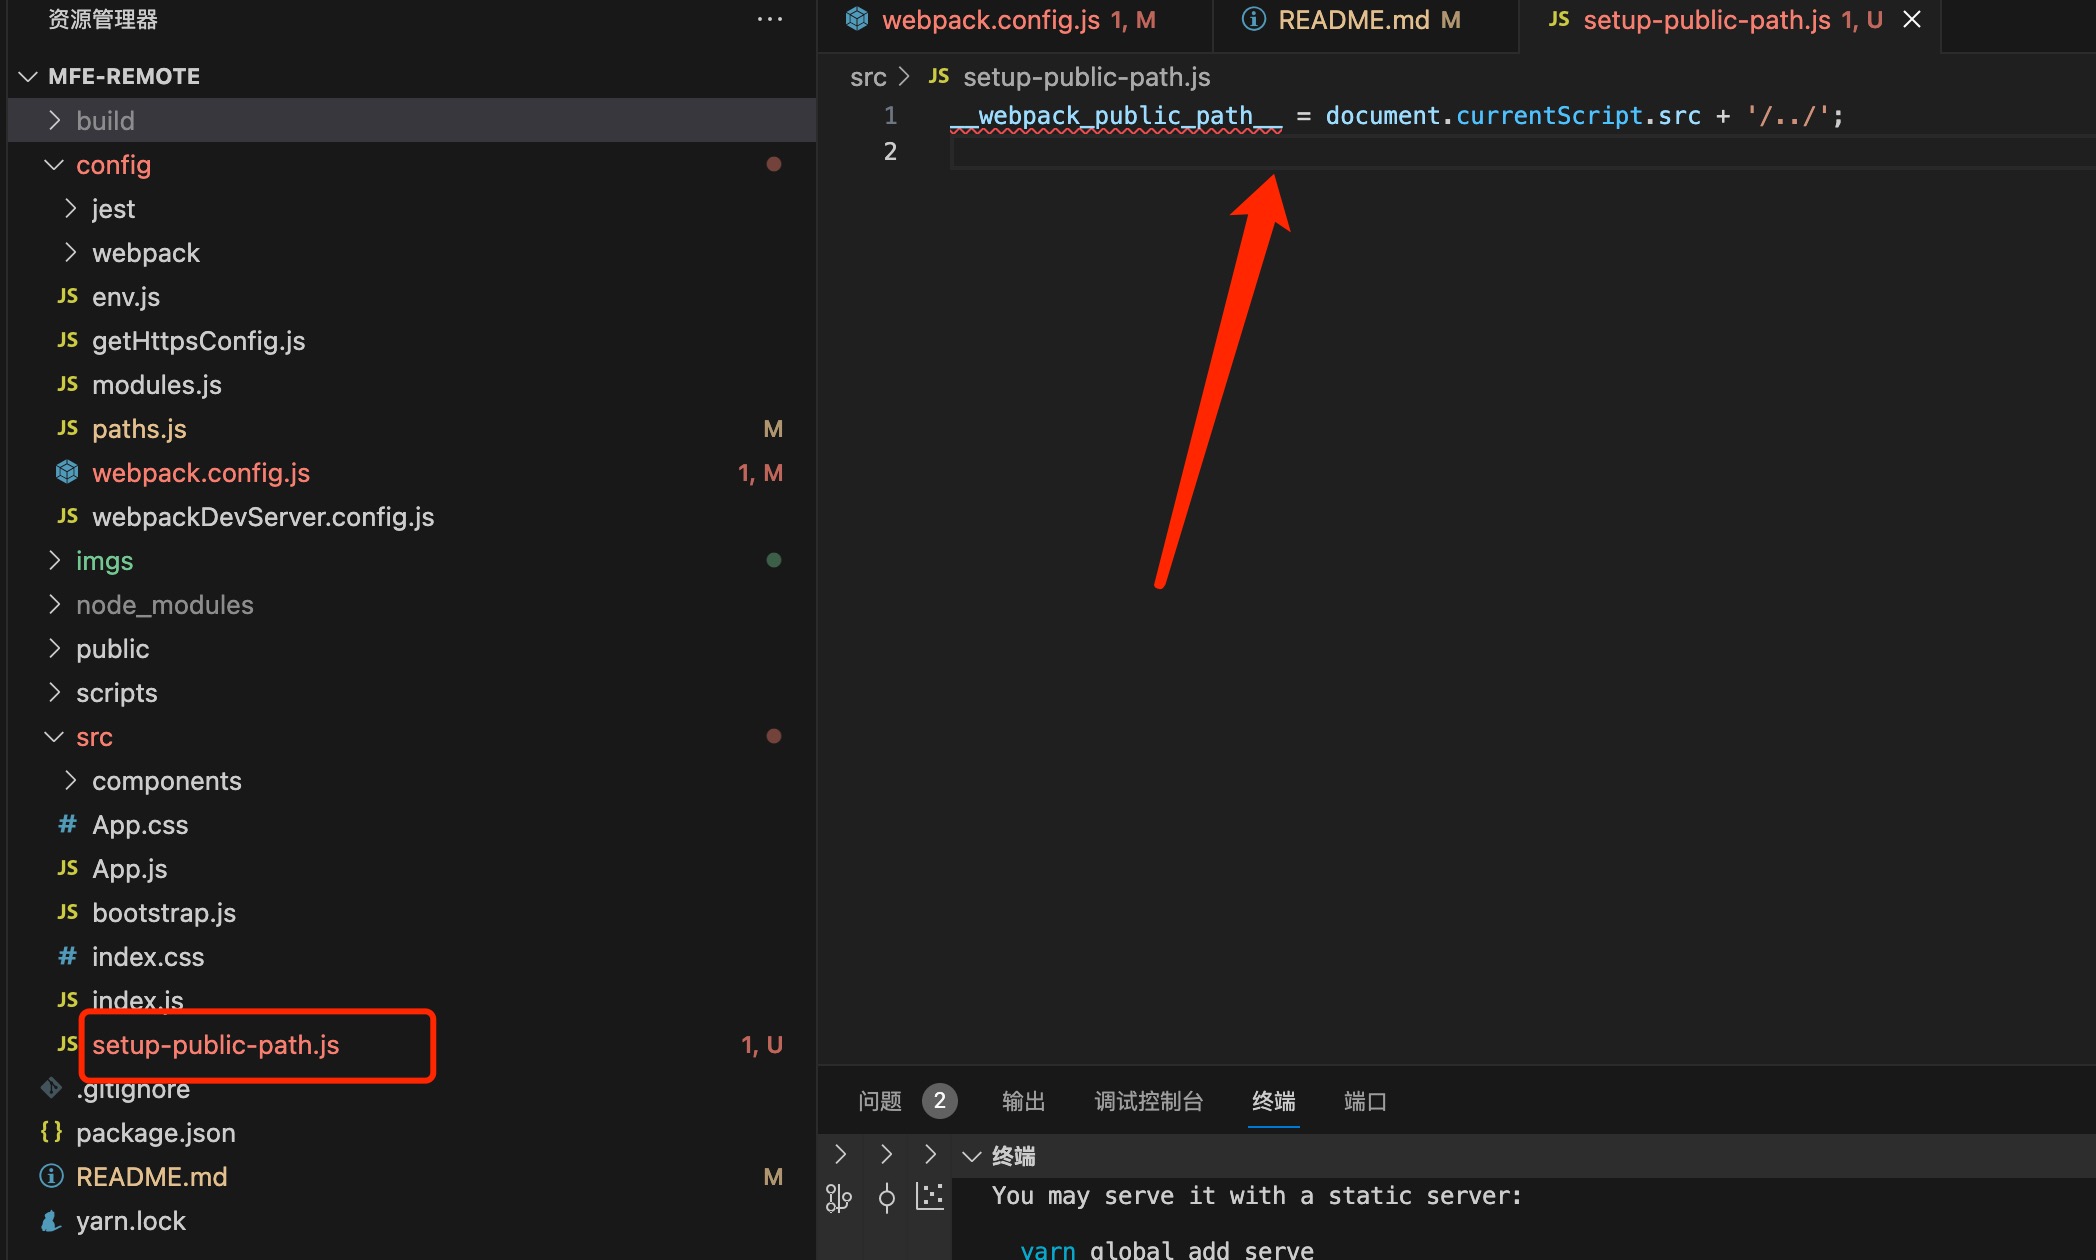 资源管理器
MFE-REMOTE
build
config
jest
webpack
JS env.js
JS getHttpsConfig.js
JS modules.js
JS paths.js M
webpack.config.js 1, M
JS webpackDevServer.config.js
imgs
node_modules
public
scripts
src
components
# App.css
JS App.js
JS bootstrap.js
# index.css
JS index.js
JS setup-public-path.js 1, U
.gitignore
{} package.json
README.md M
yarn.lock
webpack.config.js 1, M
README.md M
JS setup-public-path.js 1, U
src > JS setup-public-path.js
1 __webpack_public_path__ = document.currentScript.src + '/../';
2
问题 2 输出 调试控制台 终端 端口
终端
You may serve it with a static server:
yarn global add serve